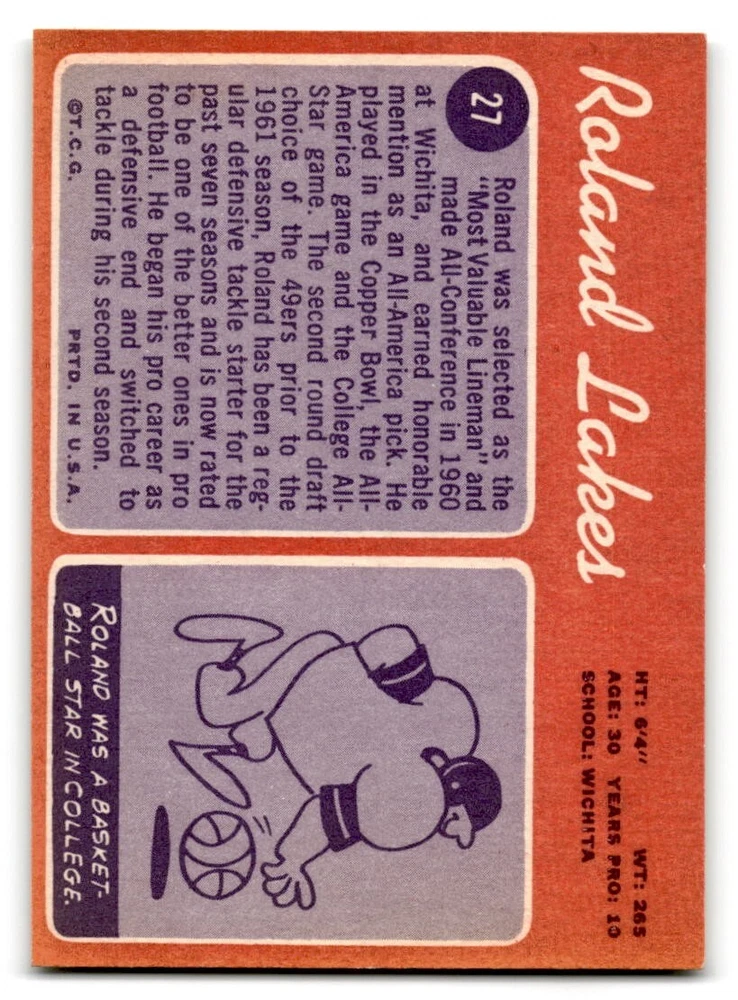 Roland Lakes
HT: 6'4" WT: 265
AGE: 30 YEARS PRO: 10
SCHOOL: WICHITA
27
Roland was selected as the
"Most Valuable Lineman" and
made All-Conference in 1960
at Wichita, and earned honorable
mention as an All-America pick. He
played in the Copper Bowl, the All-
America game and the College All-
Star game. The second round draft
choice of the 49ers prior to the
1961 season, Roland has been a reg-
ular defensive tackle starter for the
past seven seasons and is now rated
to be one of the better ones in pro
football. He began his pro career as
a defensive end and switched to
tackle during his second season.
©T.C.G. PRTD. IN U.S.A.
ROLAND WAS A BASKET-
BALL STAR IN COLLEGE.